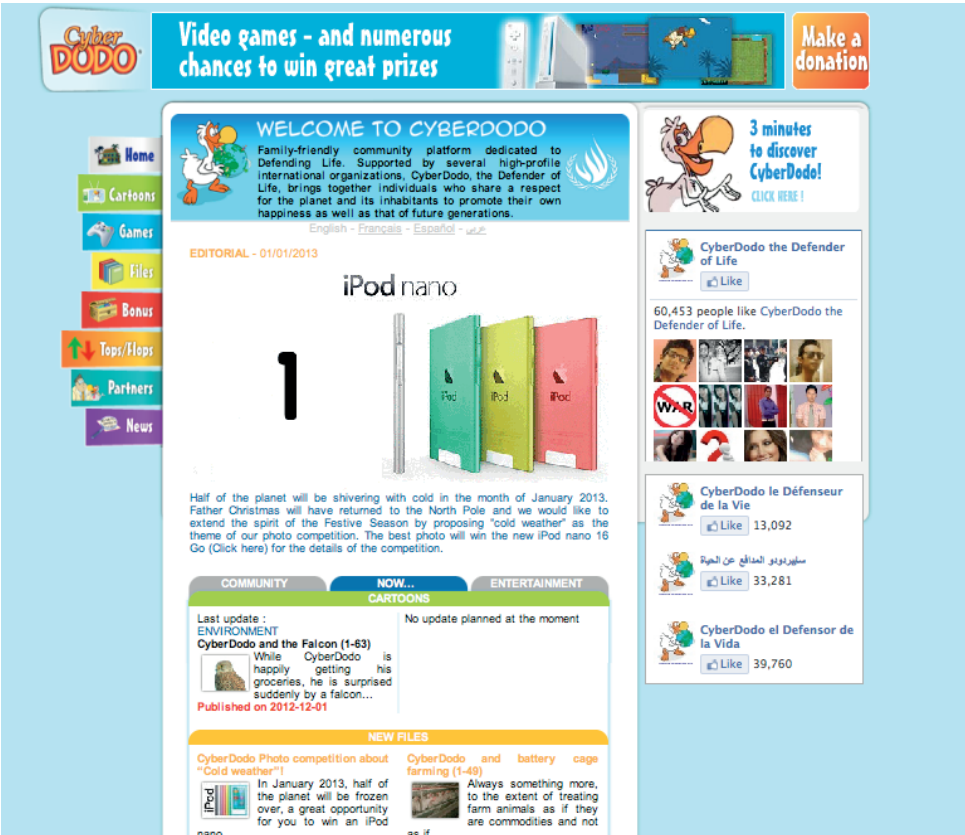 Cyber
DODO
Video games - and numerous
chances to win great prizes
Make a
donation
Home
Cartoons
Games
Files
Bonus
Tops/Flops
Partners
News
WELCOME TO CYBERDODO
Family-friendly community platform dedicated to
Defending Life. Supported by several high-profile
international organizations, CyberDodo, the Defender of
Life, brings together individuals who share a respect
for the planet and its inhabitants to promote their own
happiness as well as that of future generations.
English - Français - Español - عربي
EDITORIAL - 01/01/2013
iPod nano
1
iPod
iPod
iPod
Half of the planet will be shivering with cold in the month of January 2013.
Father Christmas will have returned to the North Pole and we would like to
extend the spirit of the Festive Season by proposing "cold weather" as the
theme of our photo competition. The best photo will win the new iPod nano 16
Go (Click here) for the details of the competition.
COMMUNITY
NOW...
ENTERTAINMENT
CARTOONS
Last update :
ENVIRONMENT
CyberDodo and the Falcon (1-63)
While CyberDodo is
happily getting his
groceries, he is surprised
suddenly by a falcon...
Published on 2012-12-01
No update planned at the moment
NEW FILES
CyberDodo Photo competition about
"Cold weather"!
iPod
In January 2013, half of
the planet will be frozen
over, a great opportunity
for you to win an iPod
nano
CyberDodo and battery cage
farming (1-49)
Always something more,
to the extent of treating
farm animals as if they
are commodities and not
as if
3 minutes
to discover
CyberDodo!
CLICK HERE !
CyberDodo the Defender
of Life
Like
60,453 people like CyberDodo the
Defender of Life.
WAR
CyberDodo le Défenseur
de la Vie
Like 13,092
سايبردودو المدافع عن الحياة
Like 33,281
CyberDodo el Defensor de
la Vida
Like 39,760